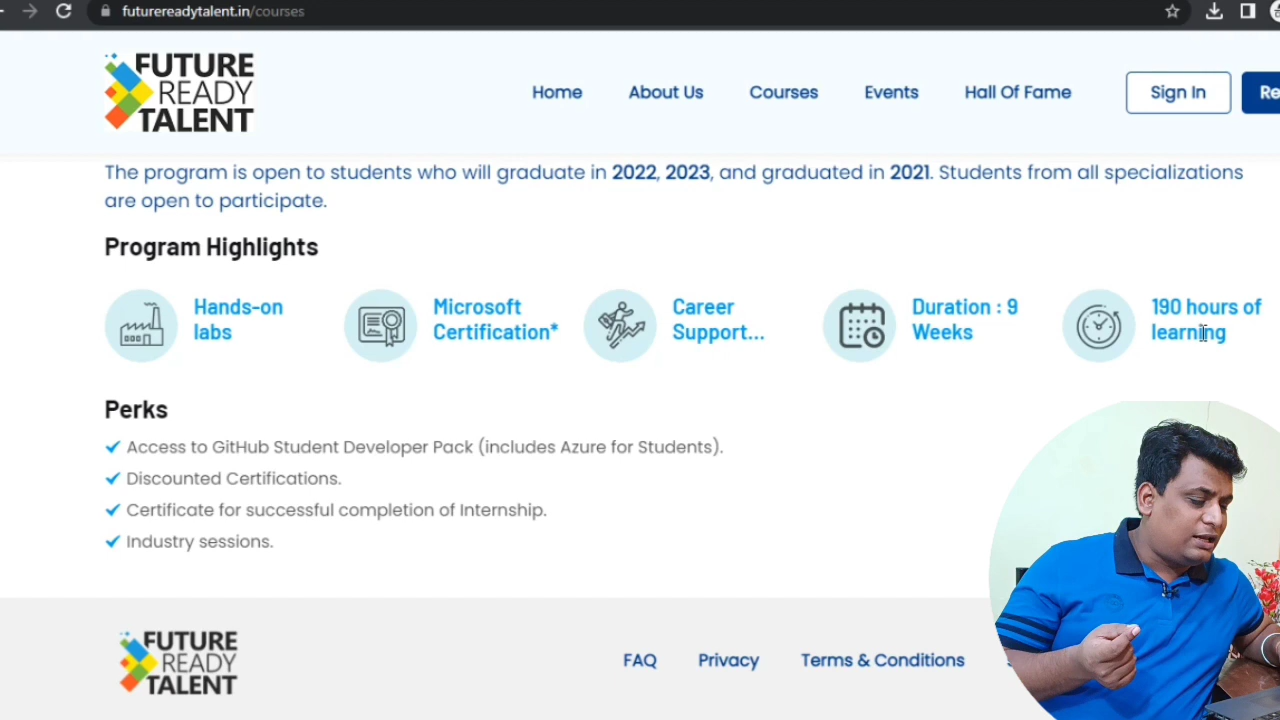 futurereadytalent.in/courses
FUTURE
READY
TALENT
Home About Us Courses Events Hall Of Fame Sign In
The program is open to students who will graduate in 2022, 2023, and graduated in 2021. Students from all specializations
are open to participate.
Program Highlights
Hands-on
labs
Microsoft
Certification*
Career
Support...
Duration : 9
Weeks
190 hours of
learning
Perks
Access to GitHub Student Developer Pack (includes Azure for Students).
Discounted Certifications.
Certificate for successful completion of Internship.
Industry sessions.
FUTURE
READY
TALENT
FAQ Privacy Terms & Conditions